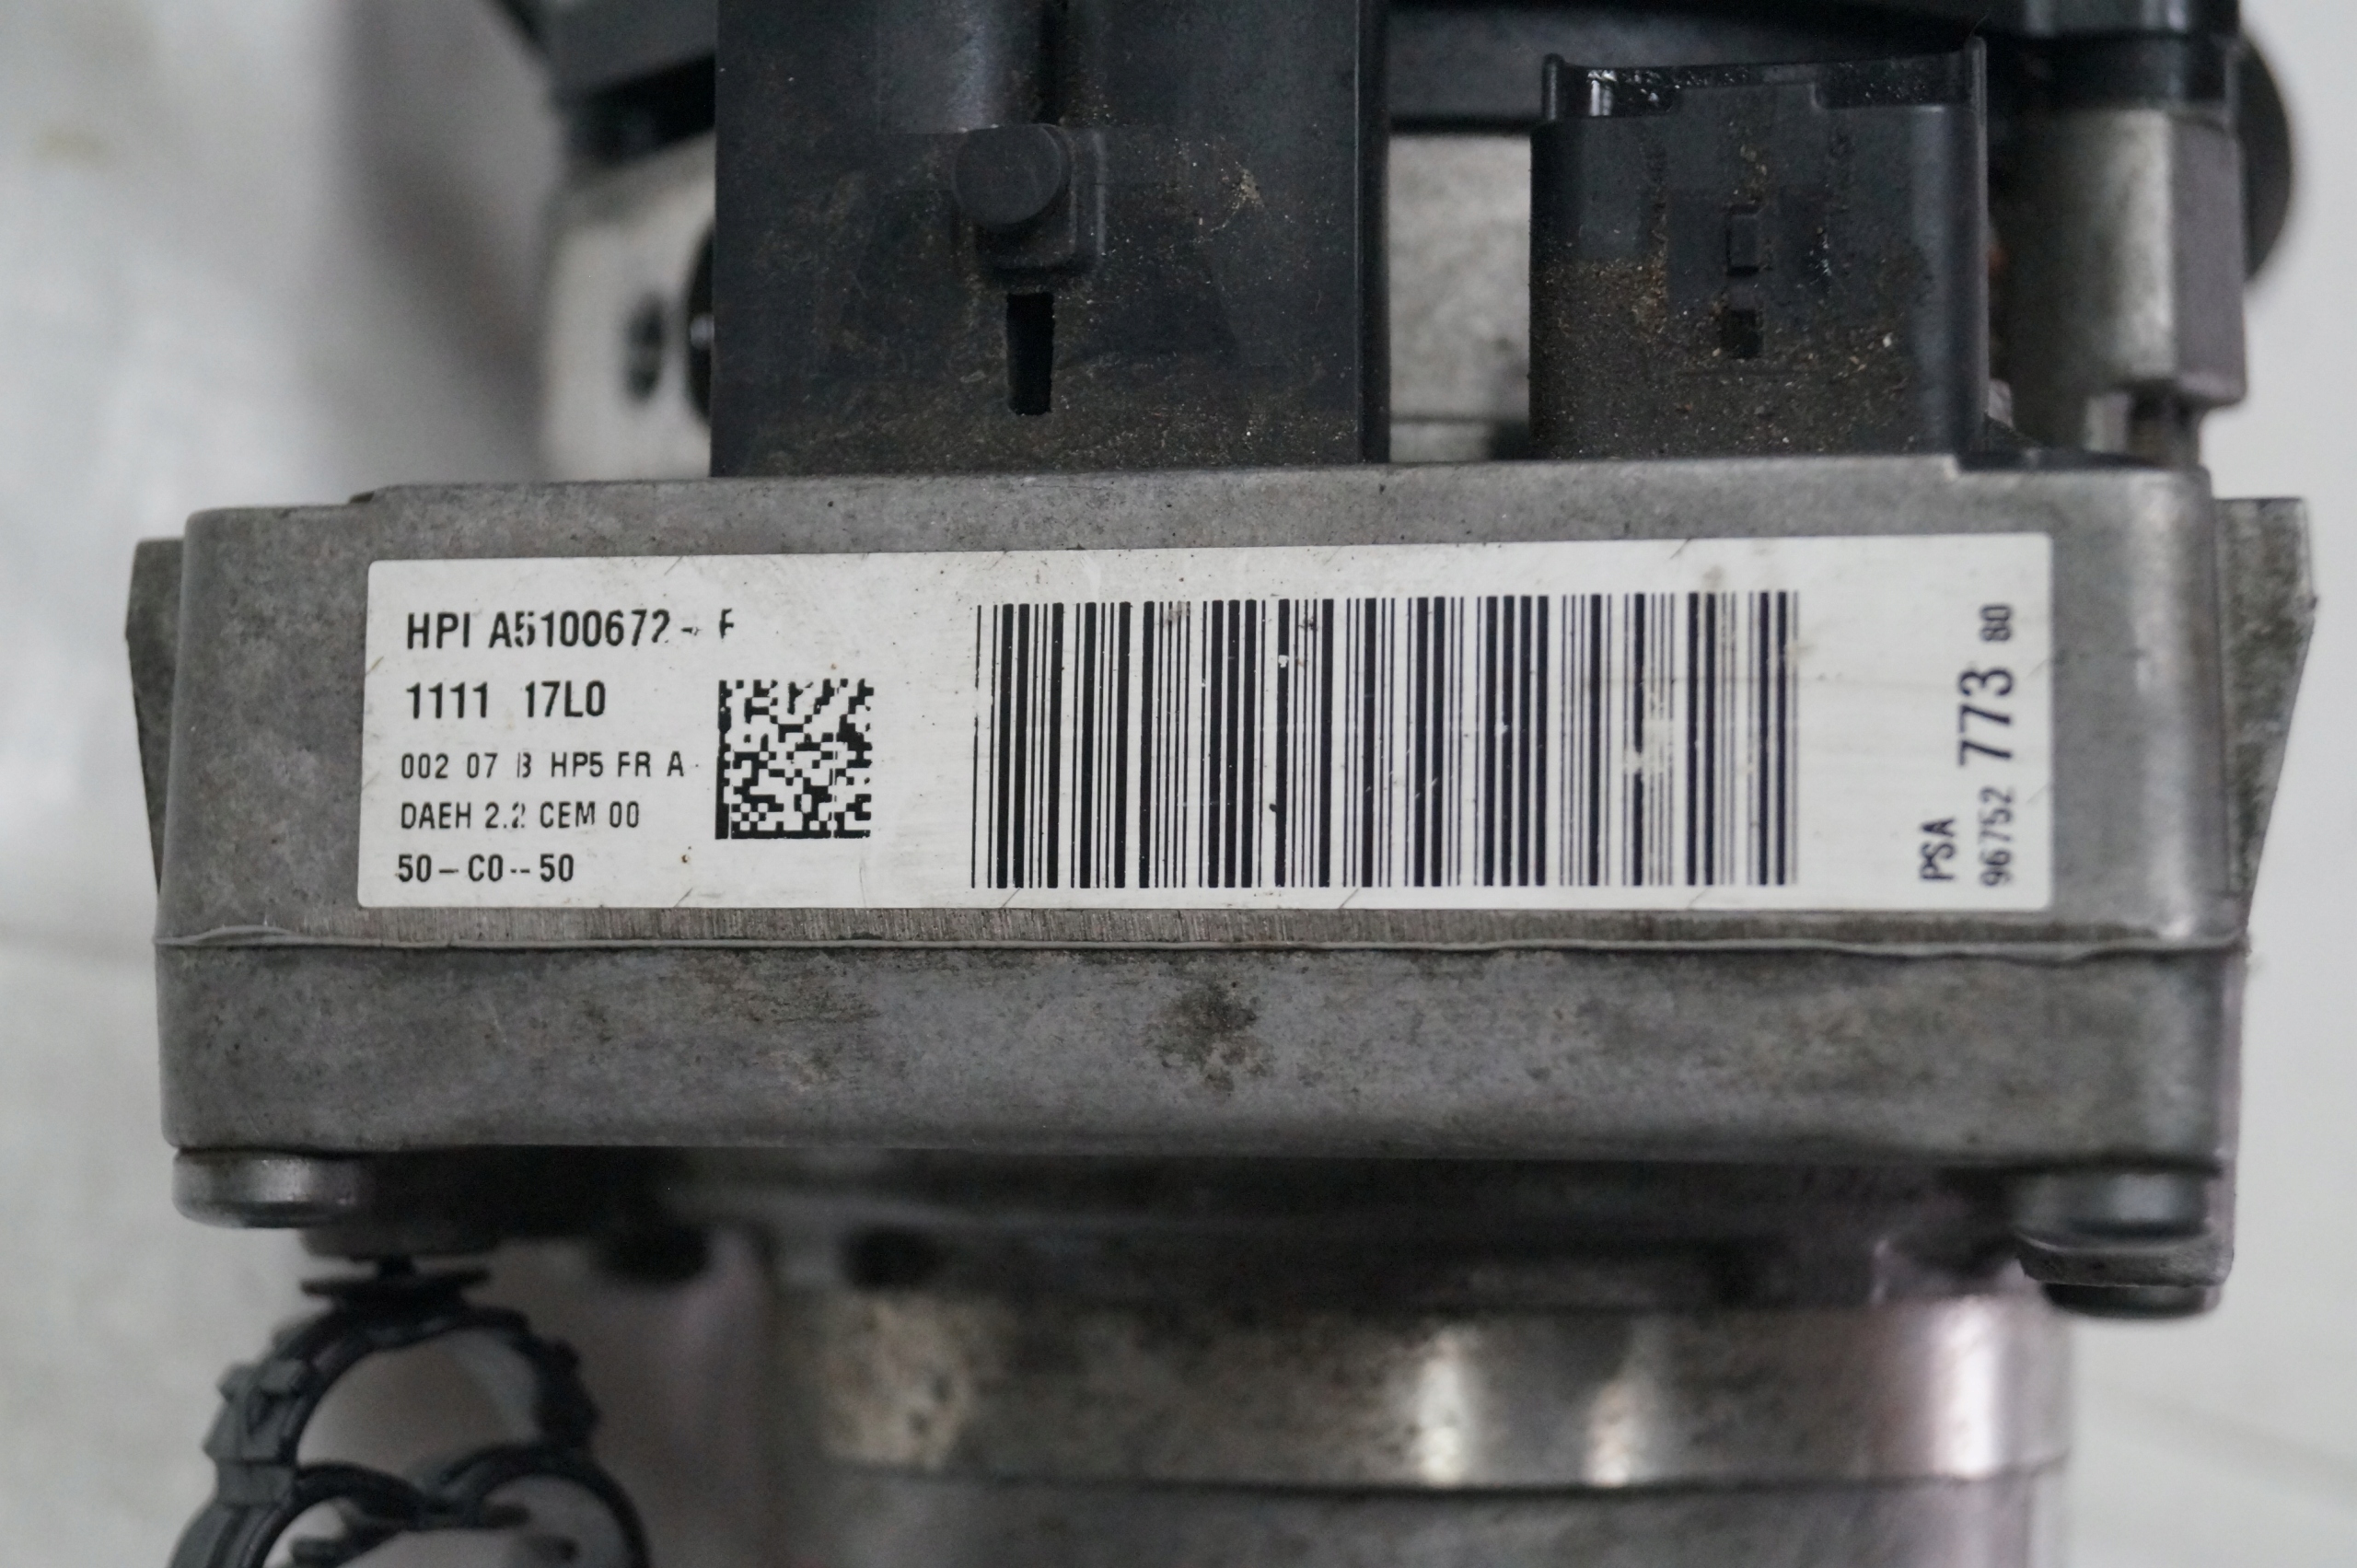 HPI A5100672- F
1111 17L0
002 07 B HP5 FR A
DAEH 2.2 CEM 00
50-C0--50
PSA
967752 773 80